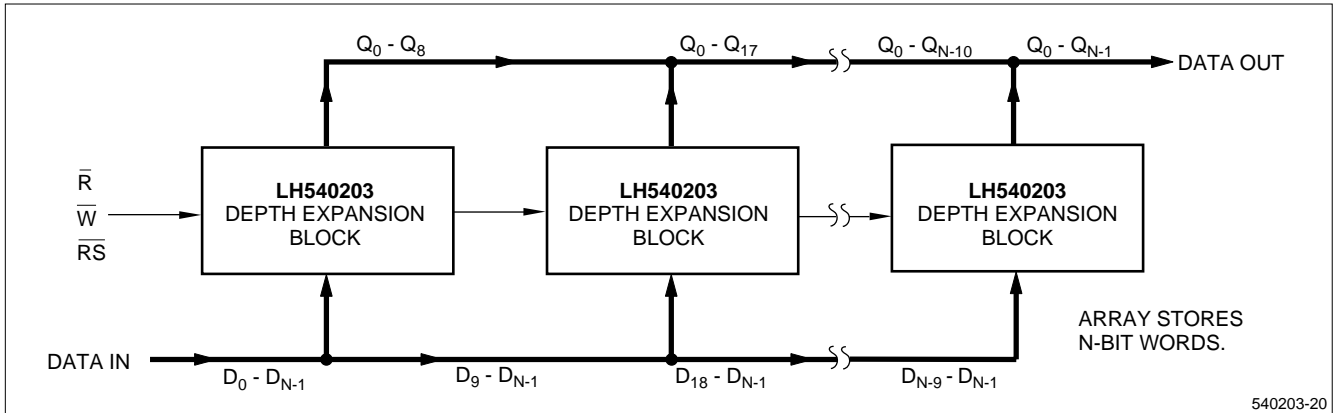 Q0 - Q8
Q0 - Q17
Q0 - QN-10
Q0 - QN-1
DATA OUT
R̅
W̅
R̅S̅
LH540203
DEPTH EXPANSION
BLOCK
LH540203
DEPTH EXPANSION
BLOCK
LH540203
DEPTH EXPANSION
BLOCK
ARRAY STORES
N-BIT WORDS.
DATA IN
D0 - DN-1
D9 - DN-1
D18 - DN-1
DN-9 - DN-1
540203-20